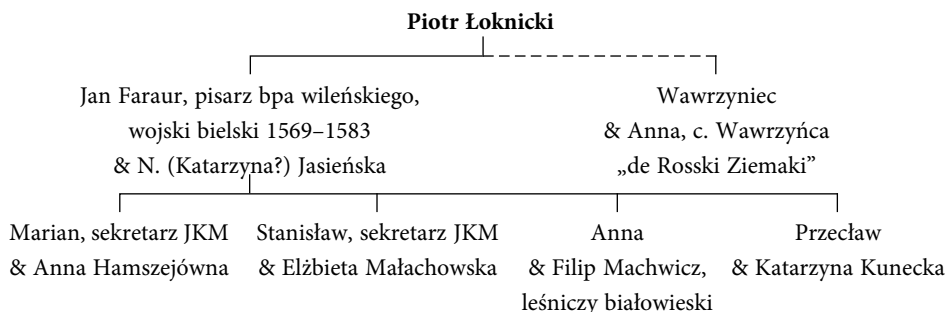 Piotr Łoknicki
Jan Faraur, pisarz bpa wileńskiego,
wojski bielski 1569–1583
& N. (Katarzyna?) Jasieńska
Wawrzyniec
& Anna, c. Wawrzyńca
„de Rosski Ziemaki”
Marian, sekretarz JKM
& Anna Hamszejówna
Stanisław, sekretarz JKM
& Elżbieta Małachowska
Anna
& Filip Machwicz,
leśniczy białowieski
Przecław
& Katarzyna Kunecka